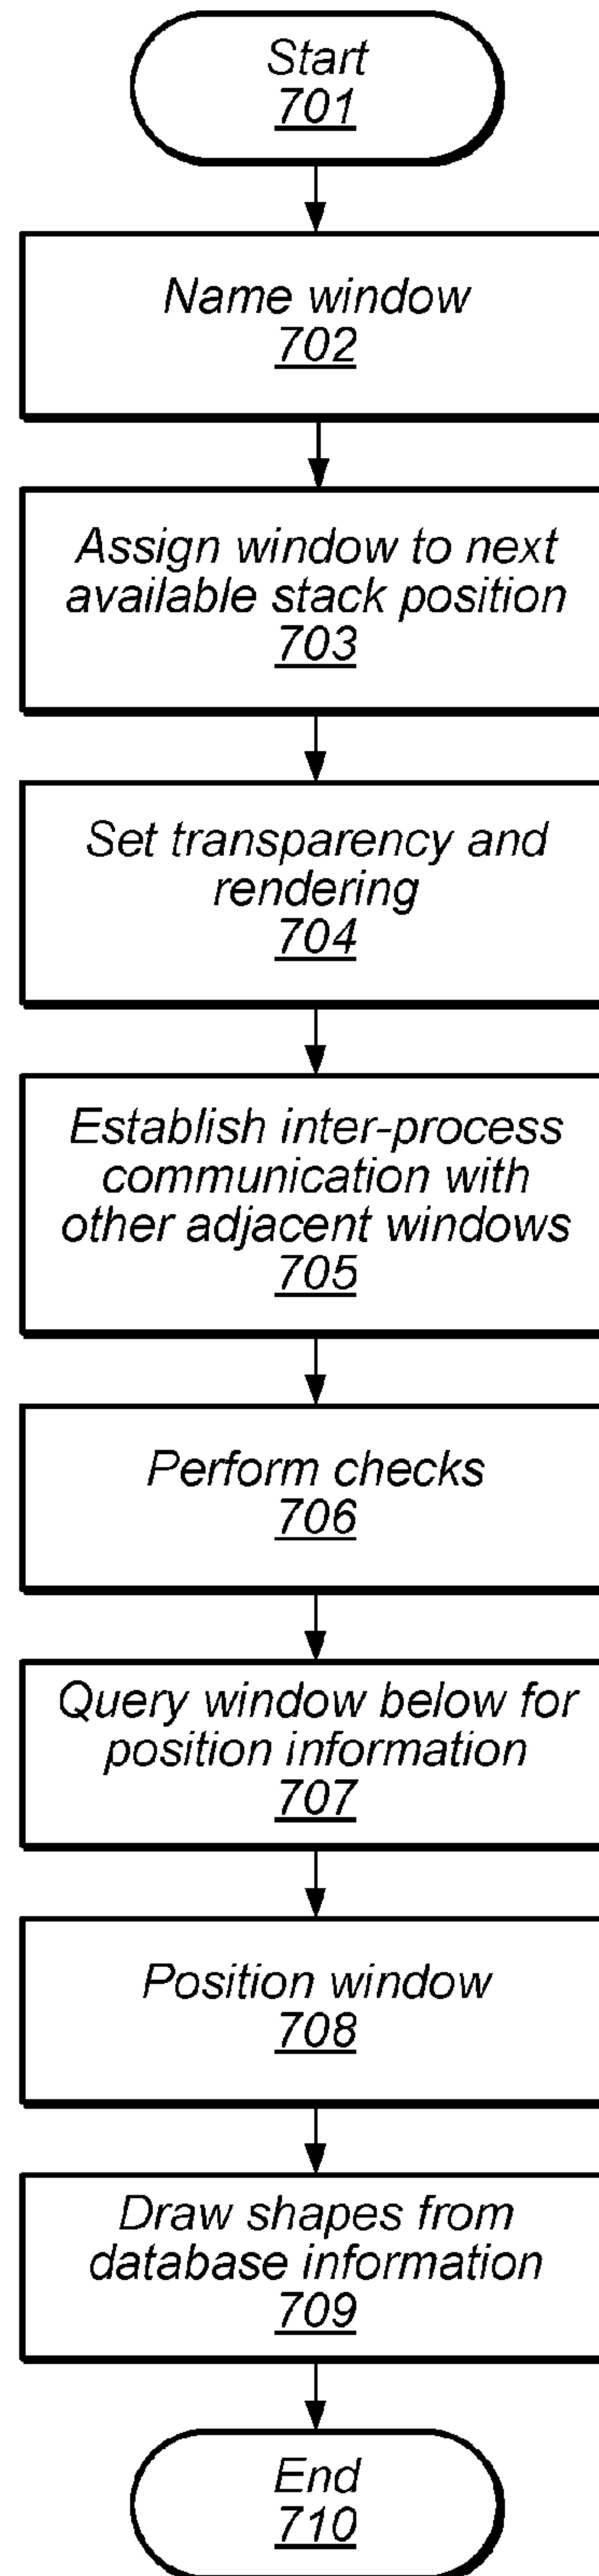 Start
701
Name window
702
Assign window to next
available stack position
703
Set transparency and
rendering
704
Establish inter-process
communication with
other adjacent windows
705
Perform checks
706
Query window below for
position information
707
Position window
708
Draw shapes from
database information
709
End
710